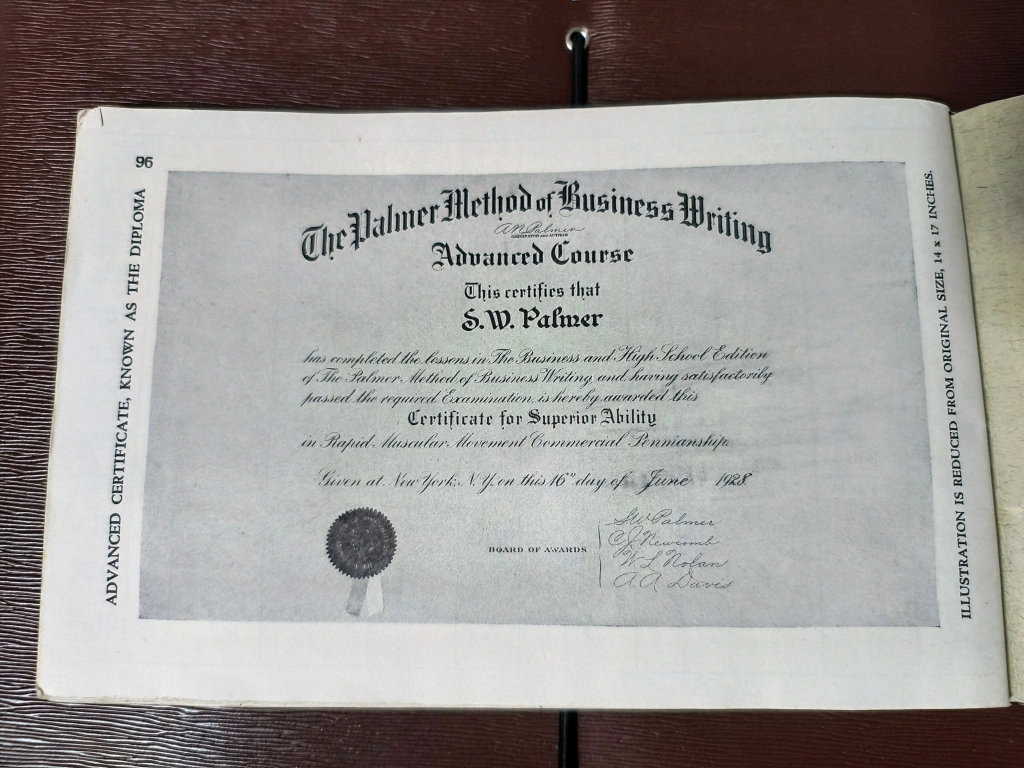 96
ADVANCED CERTIFICATE, KNOWN AS THE DIPLOMA
The Palmer Method of Business Writing
A.N. Palmer
ORIGINATOR AND AUTHOR
Advanced Course
This certifies that
S.W. Palmer
has completed the lessons in The Business and High School Edition
of The Palmer Method of Business Writing and having satisfactorily
passed the required Examination is hereby awarded this
Certificate for Superior Ability
in Rapid Muscular Movement Commercial Penmanship.
Given at New York, N.Y. on this 16th day of June 1928
BOARD OF AWARDS
S.W. Palmer
C J Newcomb
W. L. Nolan
A. A. Davis
ILLUSTRATION IS REDUCED FROM ORIGINAL SIZE, 14 x 17 INCHES.